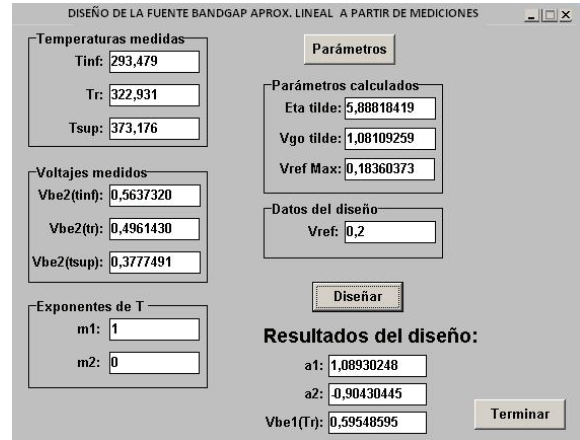 DISEÑO DE LA FUENTE BANDGAP APROX. LINEAL A PARTIR DE MEDICIONES
Temperaturas medidas
Tinf: 293,479
Tr: 322,931
Tsup: 373,176
Voltajes medidos
Vbe2(tinf): 0,5637320
Vbe2(tr): 0,4961430
Vbe2(tsup): 0,3777491
Exponentes de T
m1: 1
m2: 0
Parámetros
Parámetros calculados
Eta tilde: 5,88818419
Vgo tilde: 1,08109259
Vref Max: 0,18360373
Datos del diseño
Vref: 0,2
Diseñar
Resultados del diseño:
a1: 1,08930248
a2: -0,90430445
Vbe1(Tr): 0,59548595
Terminar